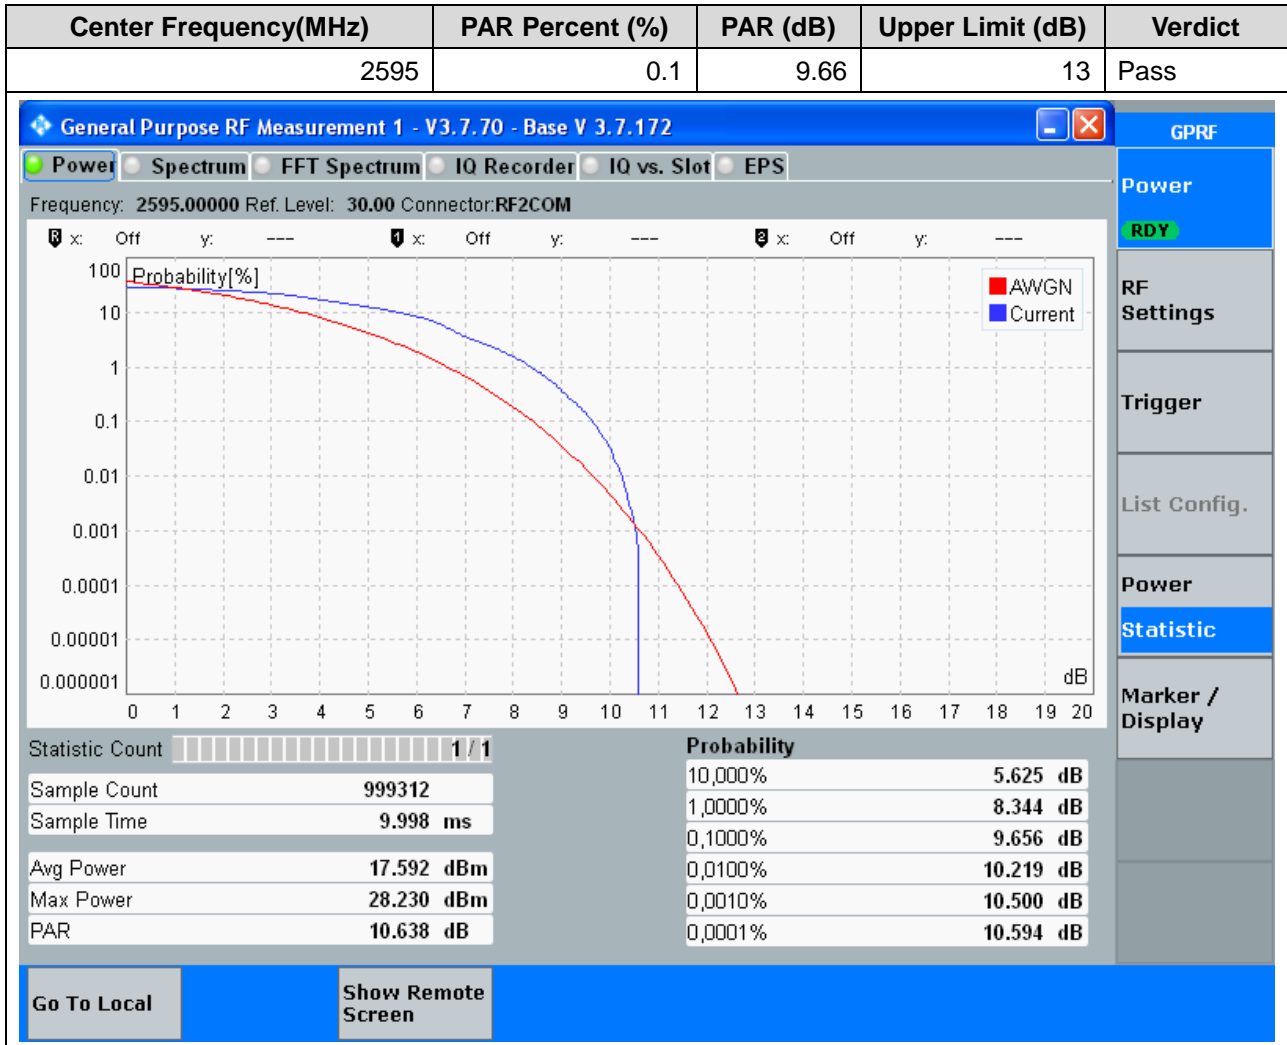 Center Frequency(MHz) PAR Percent (%) PAR (dB) Upper Limit (dB) Verdict
2595 0.1 9.66 13 Pass
General Purpose RF Measurement 1 - V3.7.70 - Base V 3.7.172
GPRF
Power Spectrum FFT Spectrum IQ Recorder IQ vs. Slot EPS
Power
RDY
Frequency: 2595.00000 Ref. Level: 30.00 Connector:RF2COM
R x: Off y: --- 1 x: Off y: --- 2 x: Off y: ---
Probability[%]
AWGN
Current
100
10
1
0.1
0.01
0.001
0.0001
0.00001
0.000001
dB
0 1 2 3 4 5 6 7 8 9 10 11 12 13 14 15 16 17 18 19 20
RF
Settings
Trigger
List Config.
Power
Statistic
Marker /
Display
Statistic Count 1 / 1
Sample Count 999312
Sample Time 9.998 ms
Avg Power 17.592 dBm
Max Power 28.230 dBm
PAR 10.638 dB
Probability
10,000% 5.625 dB
1,0000% 8.344 dB
0,1000% 9.656 dB
0,0100% 10.219 dB
0,0010% 10.500 dB
0,0001% 10.594 dB
Go To Local
Show Remote
Screen